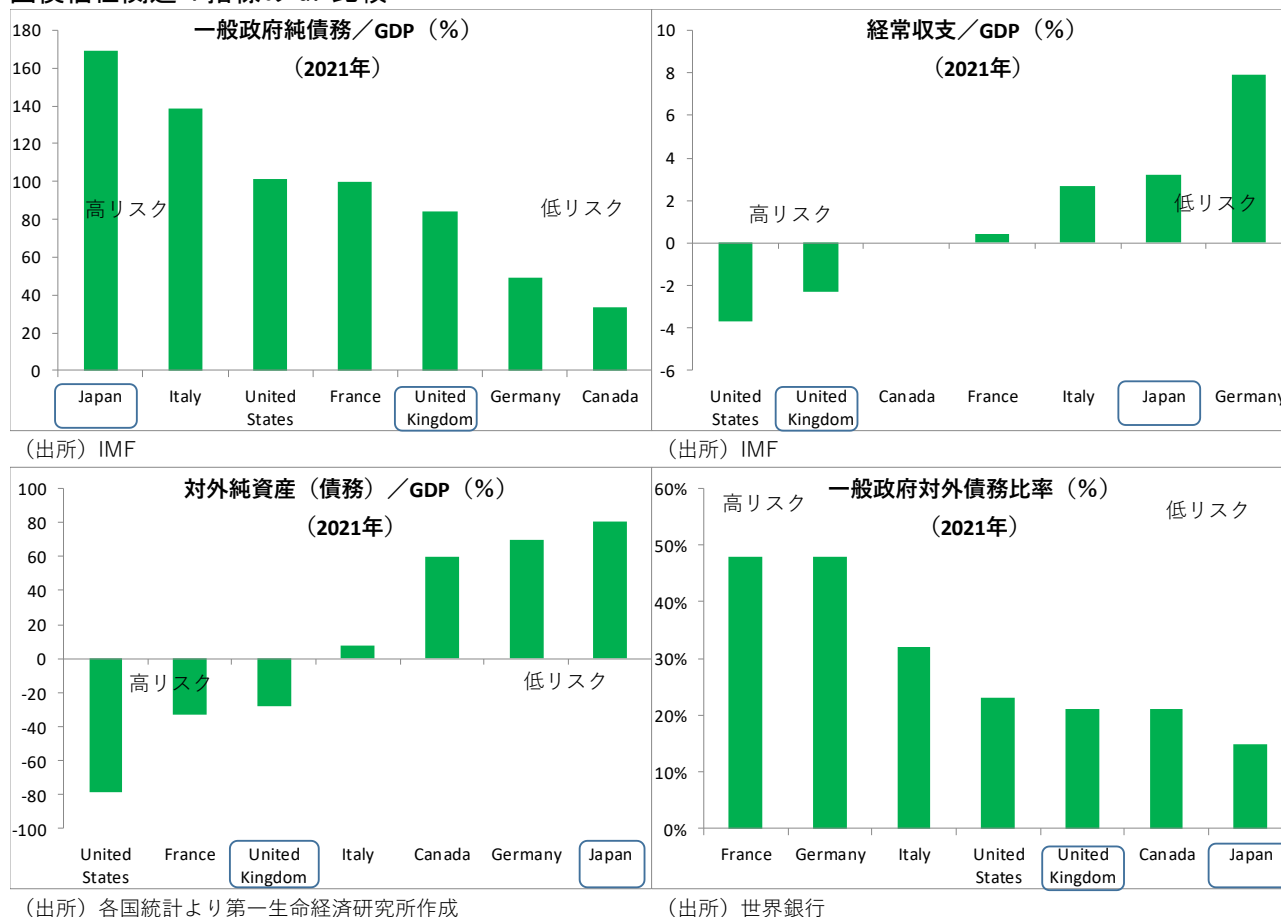 一般政府純債務／GDP（％）
（2021年）
180
160
140
120
100
80
60
40
20
0
高リスク
低リスク
Japan
Italy
United
States
France
United
Kingdom
Germany
Canada
（出所）IMF
経常収支／GDP（％）
（2021年）
10
8
6
4
2
0
-2
-4
-6
高リスク
低リスク
United
States
United
Kingdom
Canada
France
Italy
Japan
Germany
（出所）IMF
対外純資産（債務）／GDP（％）
（2021年）
100
80
60
40
20
0
-20
-40
-60
-80
-100
高リスク
低リスク
United
States
France
United
Kingdom
Italy
Canada
Germany
Japan
（出所）各国統計より第一生命経済研究所作成
一般政府対外債務比率（％）
（2021年）
60%
50%
40%
30%
20%
10%
0%
高リスク
低リスク
France
Germany
Italy
United
States
United
Kingdom
Canada
Japan
（出所）世界銀行